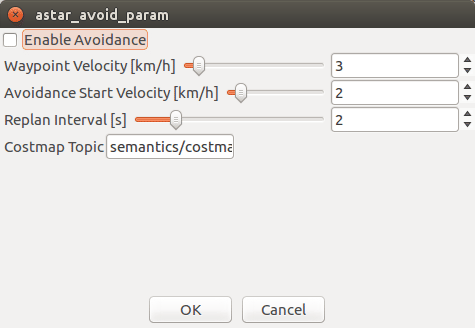 astar_avoid_param
Enable Avoidance
Waypoint Velocity [km/h] 3
Avoidance Start Velocity [km/h] 2
Replan Interval [s] 2
Costmap Topic semantics/costma
OK Cancel